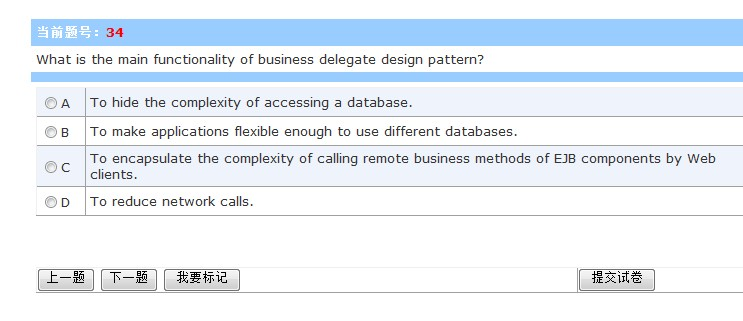 当前题号：34
What is the main functionality of business delegate design pattern?
A To hide the complexity of accessing a database.
B To make applications flexible enough to use different databases.
C To encapsulate the complexity of calling remote business methods of EJB components by Web
clients.
D To reduce network calls.
上一题 下一题 我要标记 提交试卷